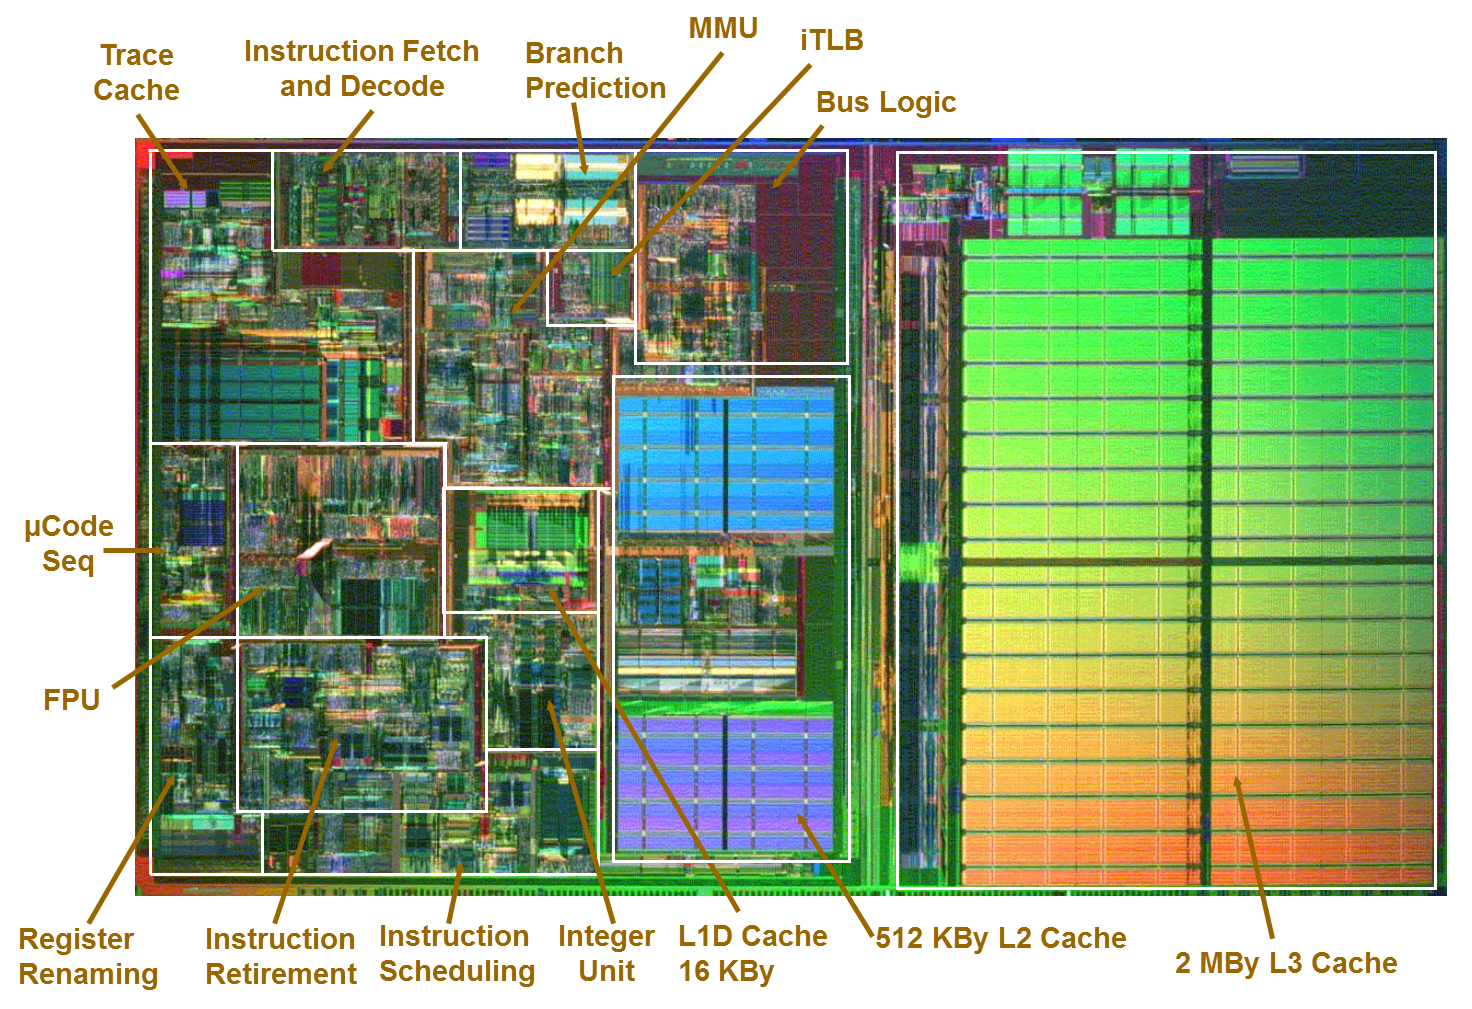 MMU
iTLB
Trace
Cache
Instruction Fetch
and Decode
Branch
Prediction
Bus Logic
µCode
Seq
FPU
Register
Renaming
Instruction
Retirement
Instruction
Scheduling
Integer
Unit
L1D Cache
16 KBy
512 KBy L2 Cache
2 MBy L3 Cache